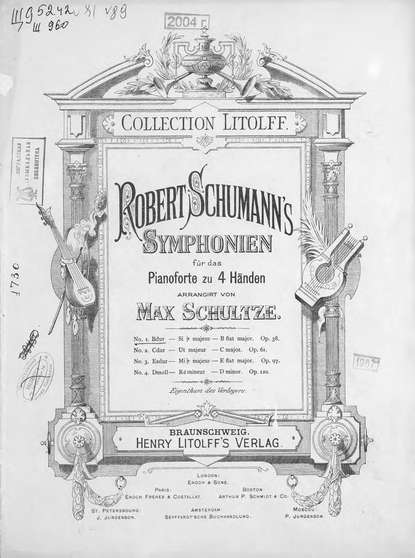 Ш9 5242
III 960
2004 г.
COLLECTION LITOLFF.
ROBERT SCHUMANN'S
SYMPHONIEN
für das
Pianoforte zu 4 Händen
ARRANGIRT VON
MAX SCHULTZE.
No. 1. Bdur — Si ♭ majeur — B flat major. Op. 38.
No. 2. Cdur — Ut majeur — C major. Op. 61.
No. 3. Esdur — Mi ♭ majeur — E flat major. Op. 97.
No. 4. Dmoll — Ré mineur — D minor. Op. 120.
Eigenthum des Verlegers.
1730
BRAUNSCHWEIG.
HENRY LITOLFF'S VERLAG.
LONDON:
ENOCH & SONS.
PARIS: BOSTON
ENOCH FRÈRES & COSTALLAT. ARTHUR P. SCHMIDT & CO.
ST. PETERSBOURG: AMSTERDAM MOSCOU
J. JURGENSON. SEYFFARDT'SCHE BUCHHANDLUNG. P. JURGENSON